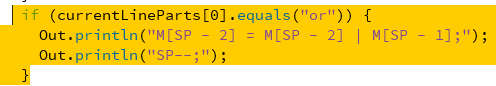 if (currentLineParts[0].equals("or")) {
Out.println("M[SP - 2] = M[SP - 2] | M[SP - 1];");
Out.println("SP--;");
}